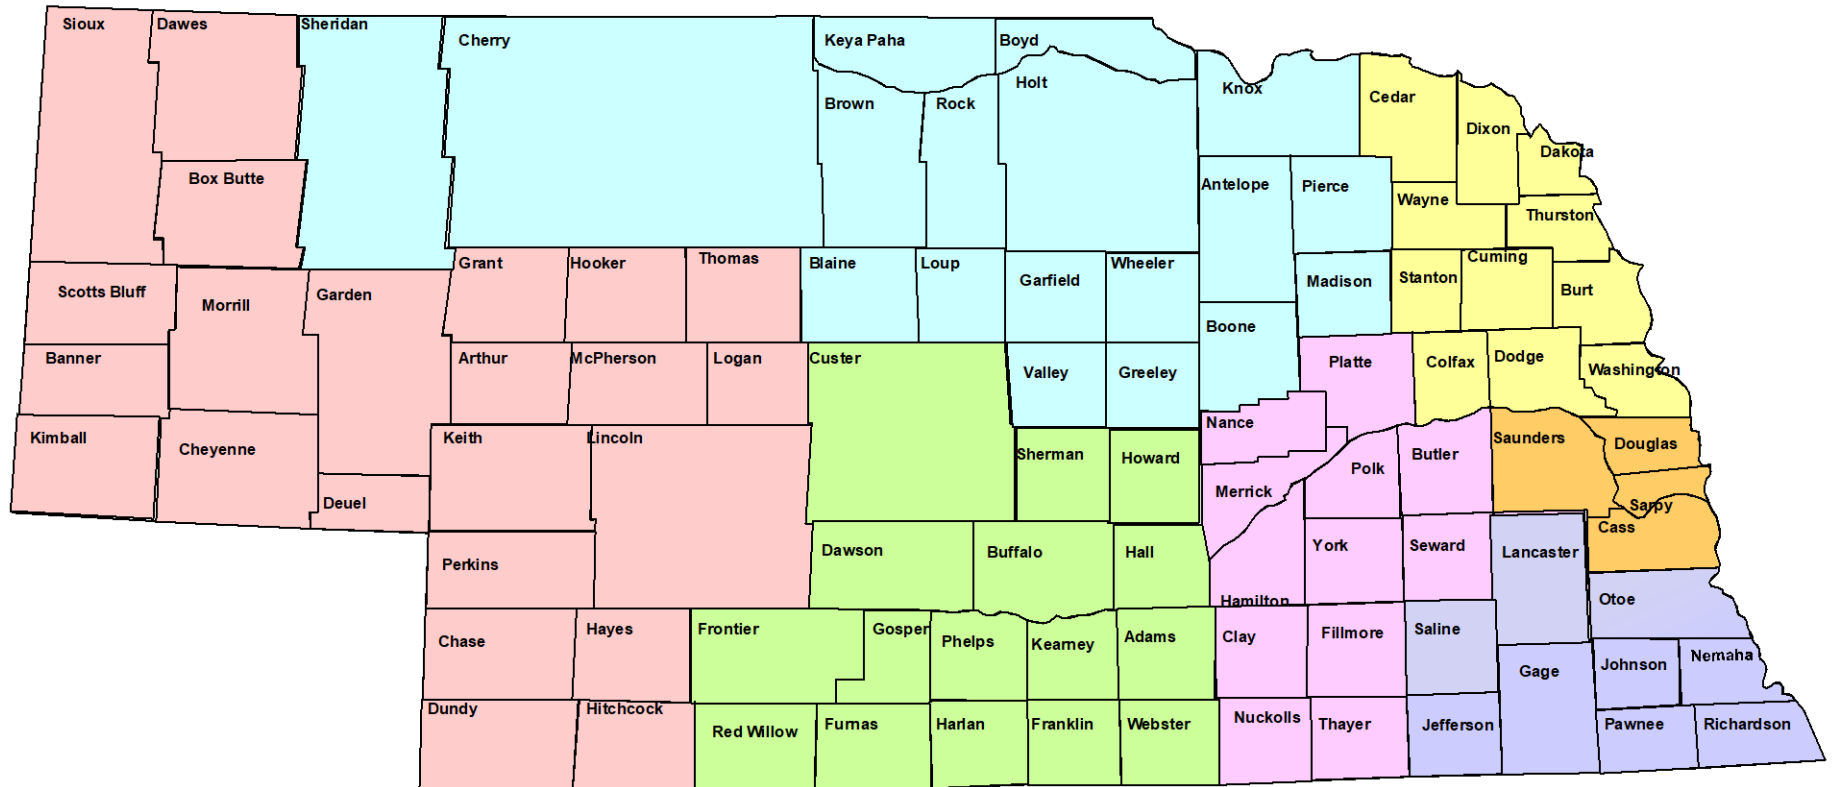 Sioux
Dawes
Sheridan
Cherry
Keya Paha
Boyd
Holt
Knox
Cedar
Brown
Rock
Dixon
Dakota
Box Butte
Antelope
Pierce
Wayne
Thurston
Scotts Bluff
Morrill
Garden
Grant
Hooker
Thomas
Blaine
Loup
Garfield
Wheeler
Madison
Stanton
Cuming
Burt
Boone
Banner
Arthur
McPherson
Logan
Custer
Valley
Greeley
Platte
Colfax
Dodge
Washington
Kimball
Cheyenne
Keith
Lincoln
Sherman
Howard
Nance
Polk
Butler
Saunders
Douglas
Deuel
Merrick
Sarpy
Cass
Perkins
Dawson
Buffalo
Hall
York
Seward
Lancaster
Hamilton
Otoe
Chase
Hayes
Frontier
Gosper
Phelps
Kearney
Adams
Clay
Fillmore
Saline
Gage
Johnson
Nemaha
Dundy
Hitchcock
Red Willow
Furnas
Harlan
Franklin
Webster
Nuckolls
Thayer
Jefferson
Pawnee
Richardson